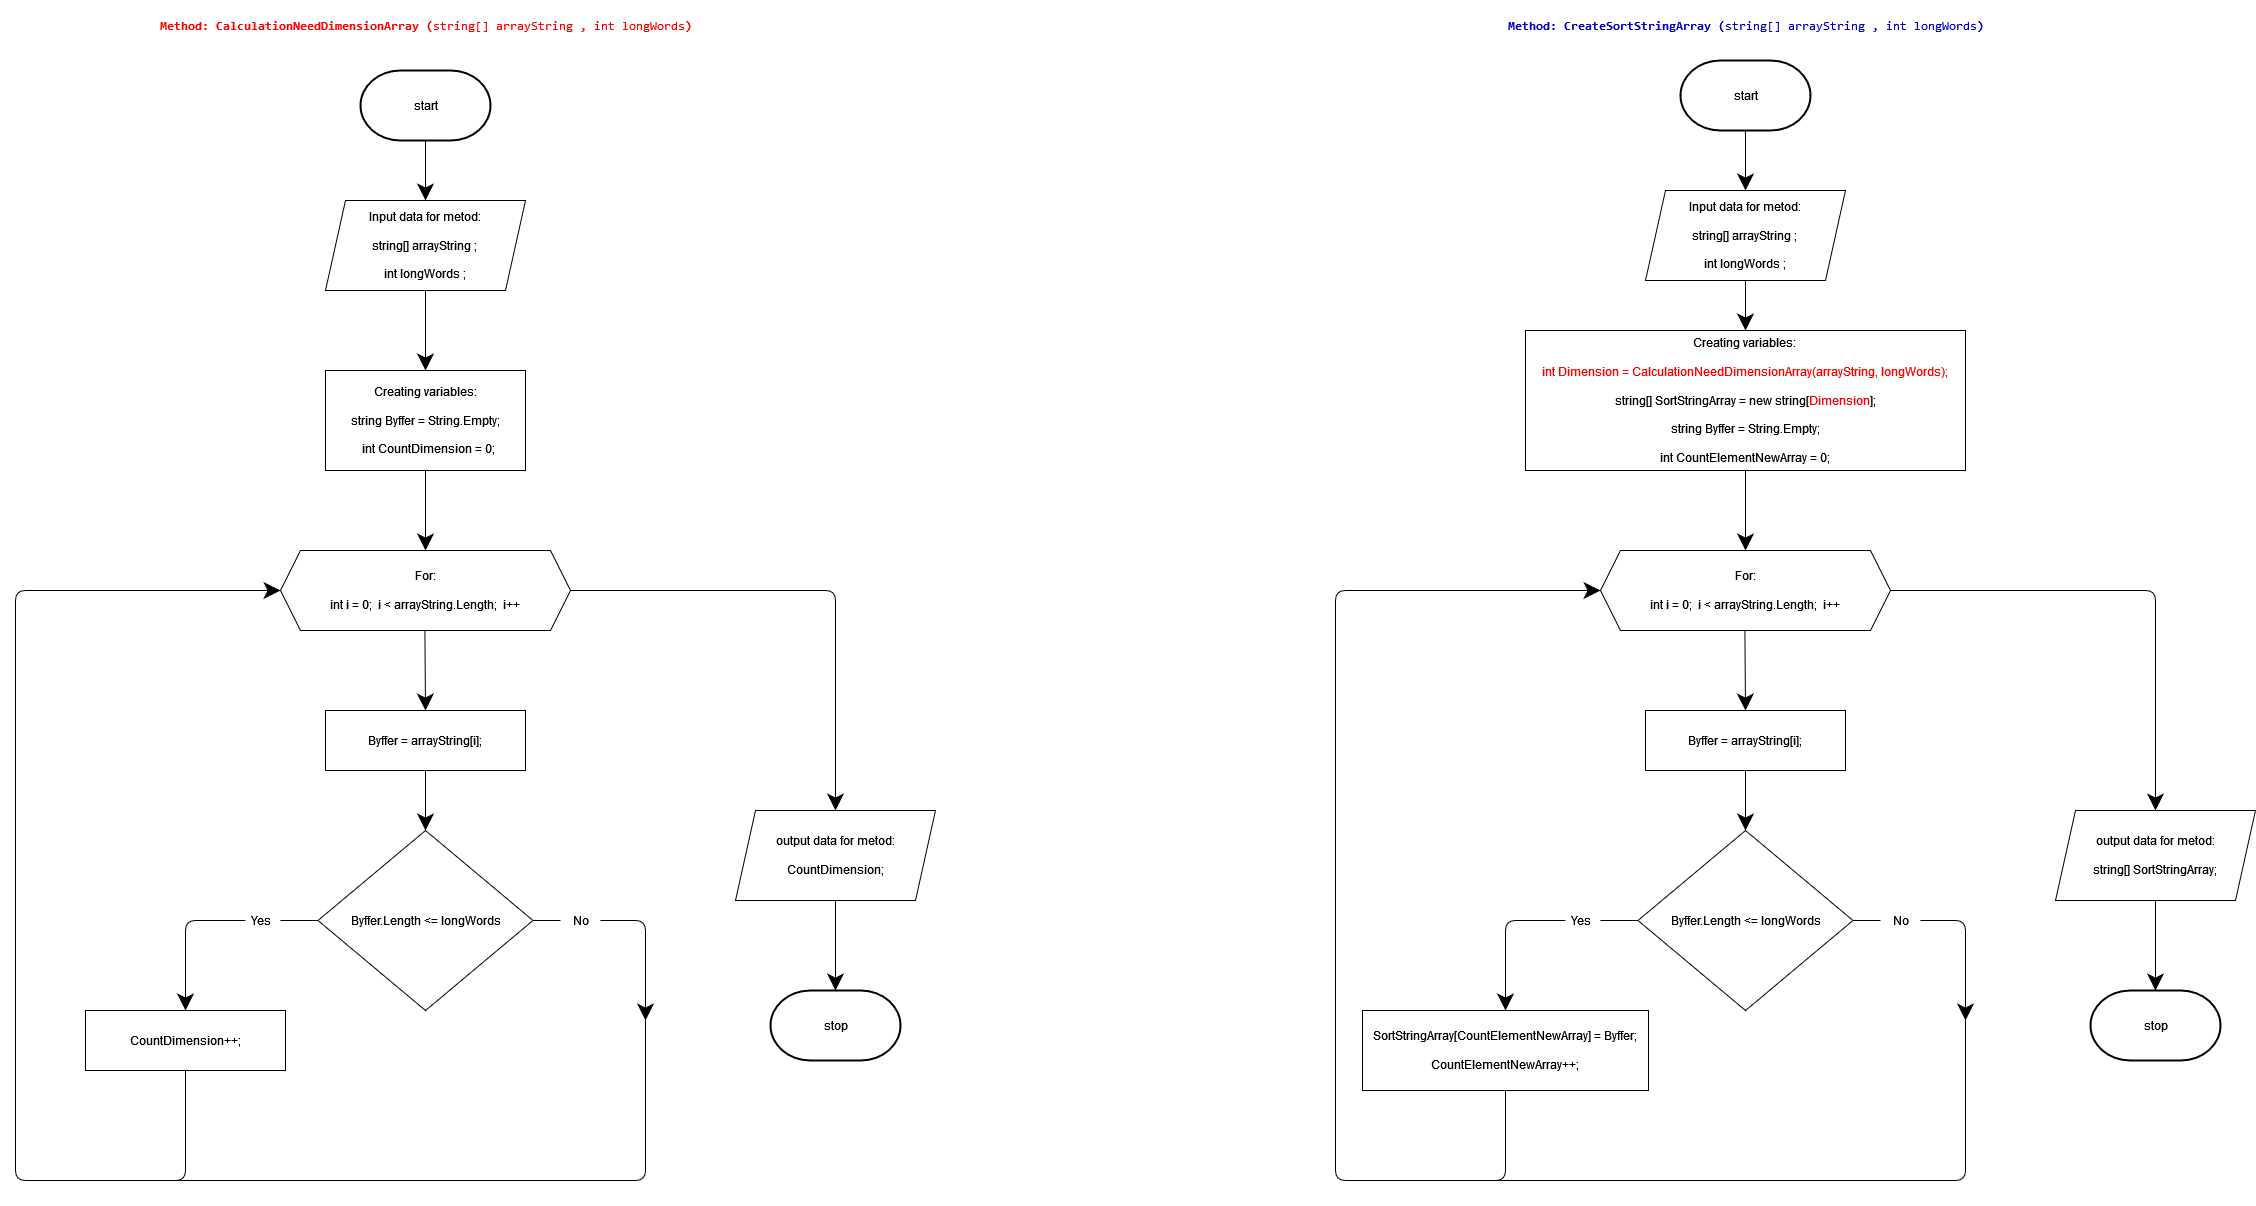 Method: CalculationNeedDimensionArray (string[] arrayString , int longWords)
start
Input data for metod:
string[] arrayString ;
int longWords ;
Creating variables:
string Byffer = String.Empty;
int CountDimension = 0;
For:
int i = 0;  i < arrayString.Length;  i++
Byffer = arrayString[i];
Byffer.Length <= longWords
Yes
No
CountDimension++;
output data for metod:
CountDimension;
stop
Method: CreateSortStringArray (string[] arrayString , int longWords)
start
Input data for metod:
string[] arrayString ;
int longWords ;
Creating variables:
int Dimension = CalculationNeedDimensionArray(arrayString, longWords);
string[] SortStringArray = new string[Dimension];
string Byffer = String.Empty;
int CountElementNewArray = 0;
For:
int i = 0;  i < arrayString.Length;  i++
Byffer = arrayString[i];
Byffer.Length <= longWords
Yes
No
SortStringArray[CountElementNewArray] = Byffer;
CountElementNewArray++;
output data for metod:
string[] SortStringArray;
stop